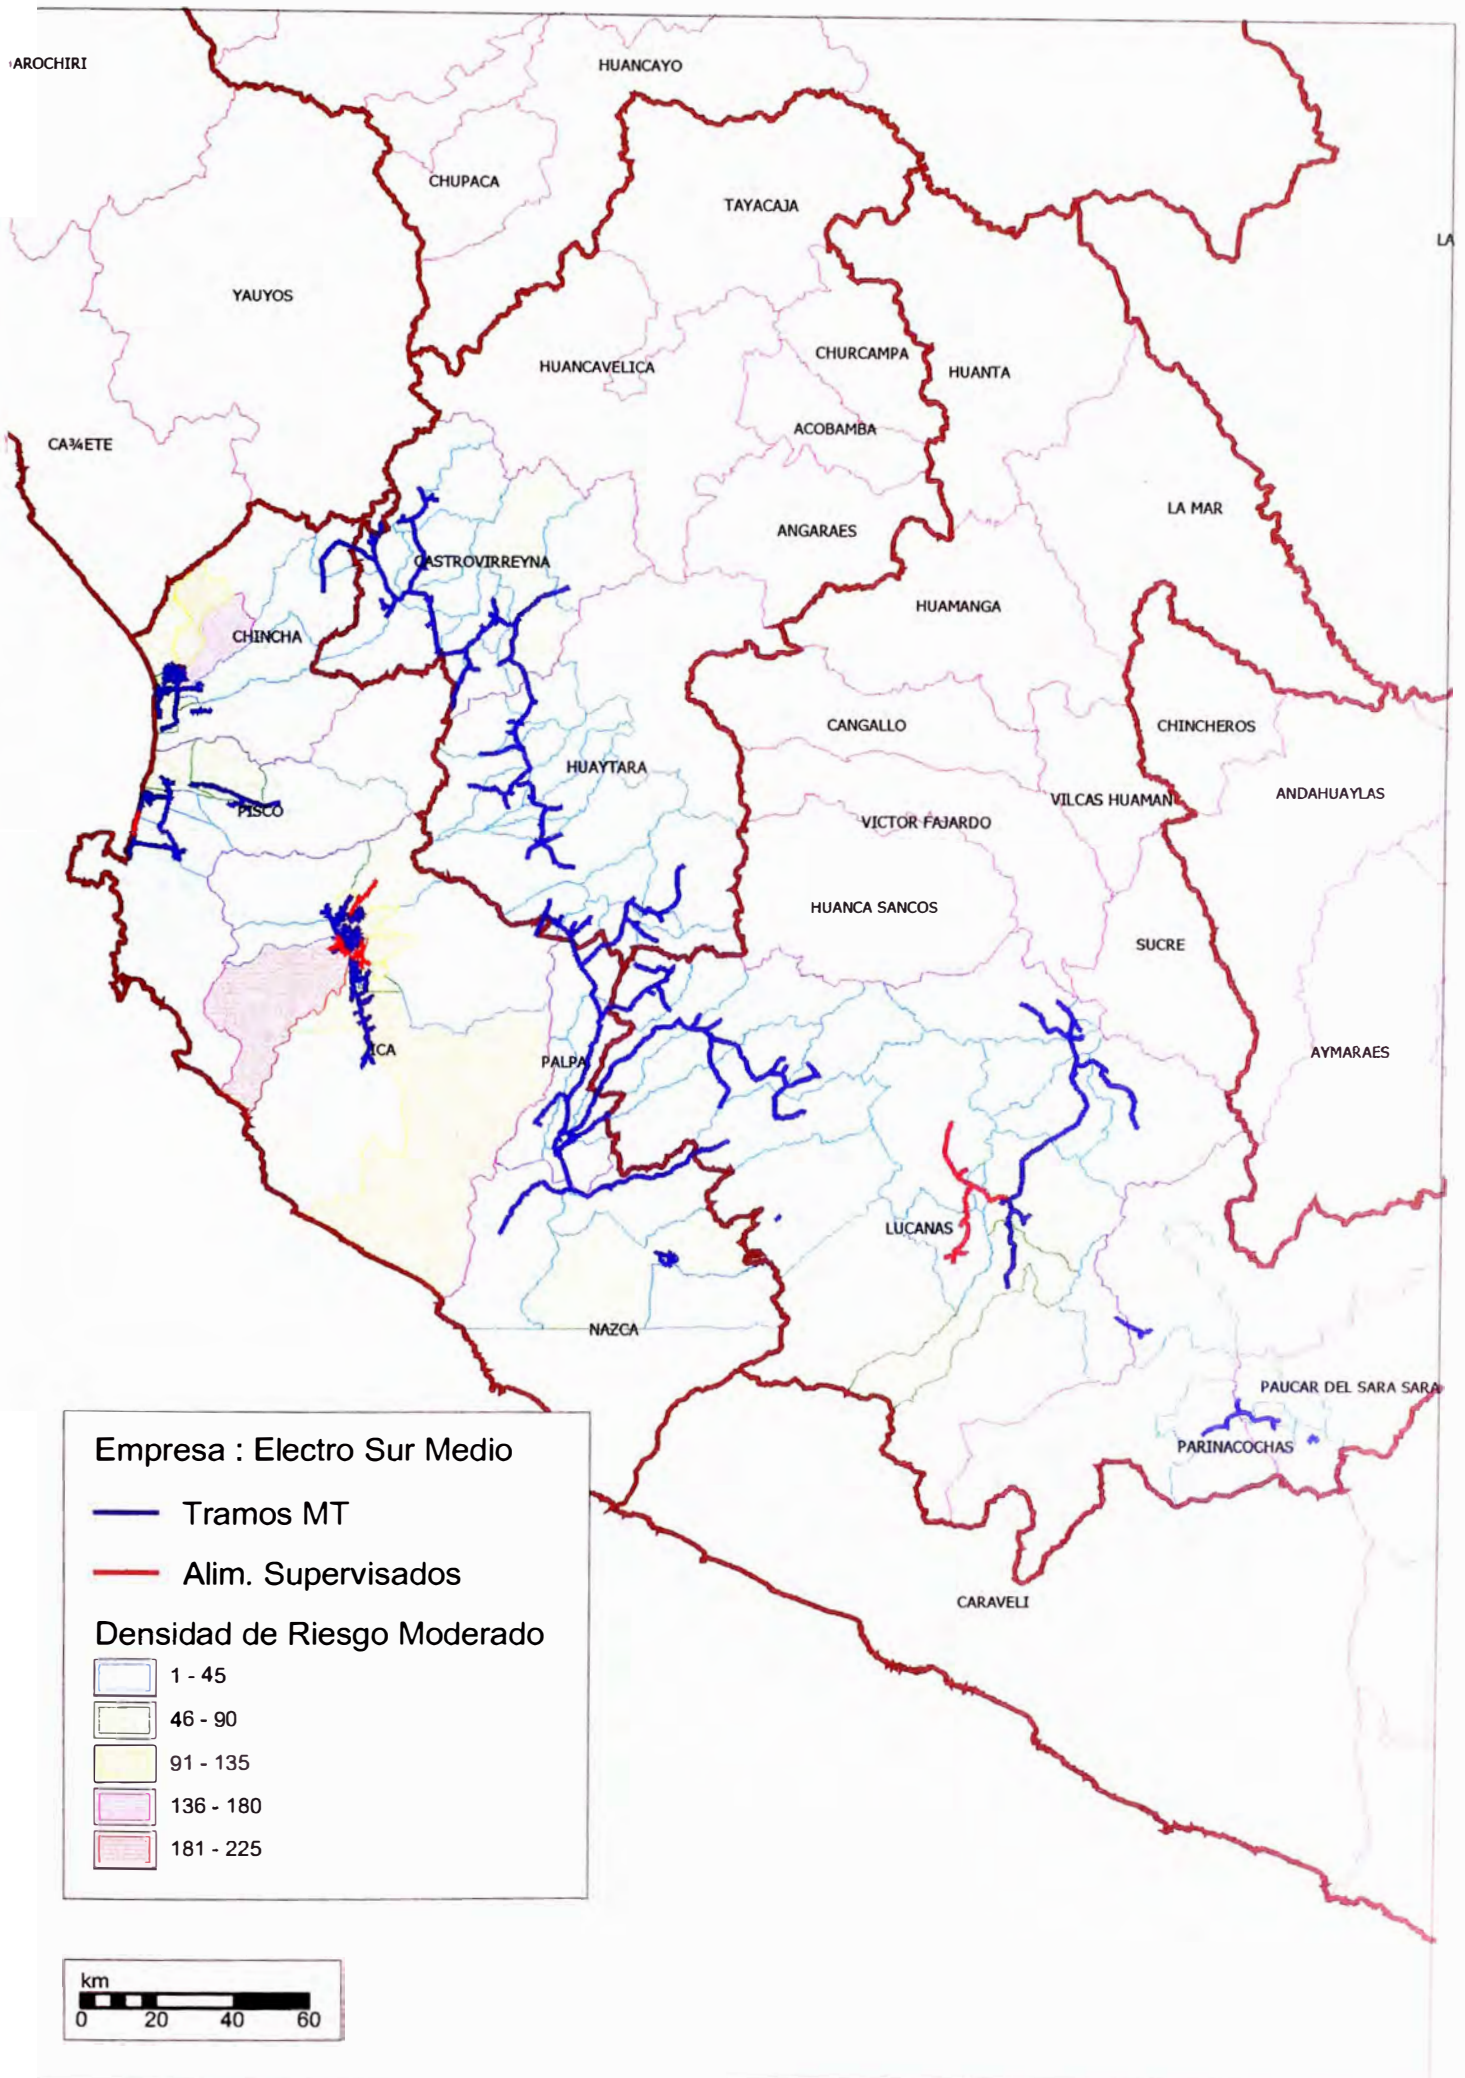 AROCHIRI
HUANCAYO
CHUPACA
TAYACAJA
LA
YAUYOS
HUANCAVELICA
CHURCAMPA
HUANTA
ACOBAMBA
CA¾ETE
LA MAR
ANGARAES
CASTROVIRREYNA
HUAMANGA
CHINCHA
CANGALLO
CHINCHEROS
HUAYTARA
VILCAS HUAMAN
ANDAHUAYLAS
PISCO
VICTOR FAJARDO
HUANCA SANCOS
SUCRE
ICA
PALPA
AYMARAES
LUCANAS
NAZCA
PAUCAR DEL SARA SARA
PARINACOCHAS
CARAVELI
Empresa : Electro Sur Medio
Tramos MT
Alim. Supervisados
Densidad de Riesgo Moderado
1 - 45
46 - 90
91 - 135
136 - 180
181 - 225
km
0 20 40 60